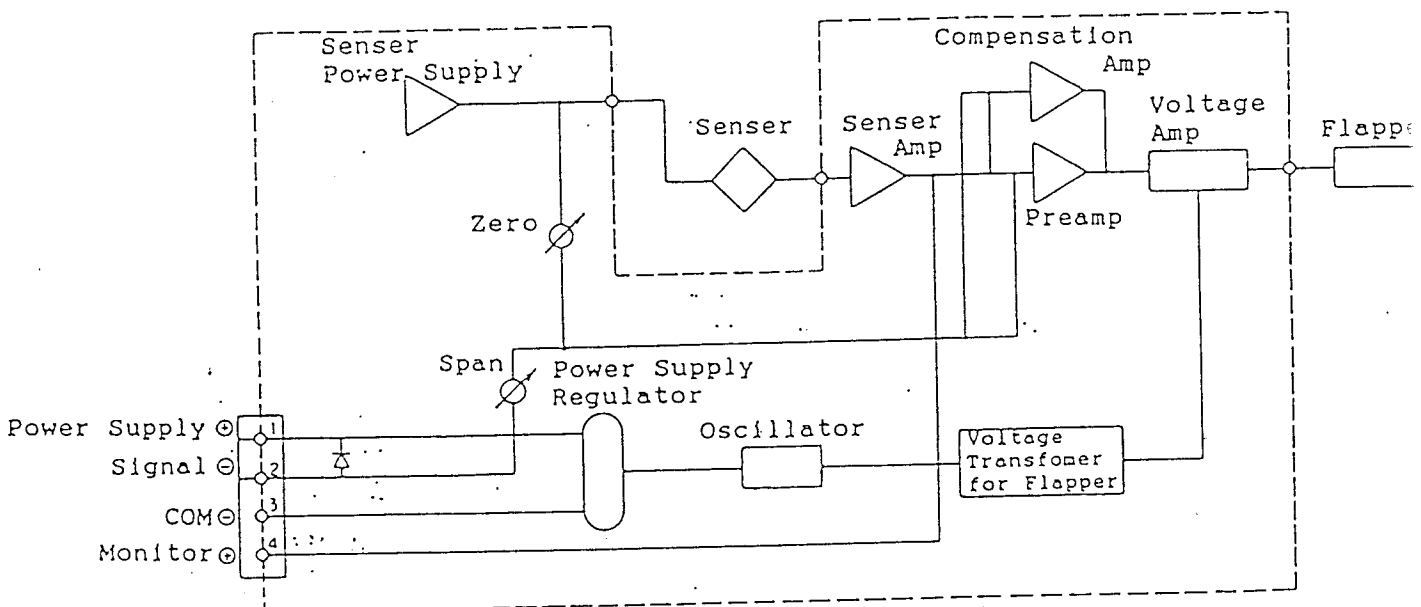 Senser
Power Supply
Compensation
Amp
Senser
Senser
Amp
Voltage
Amp
Zero
Preamp
Span
Power Supply
Regulator
Oscillator
Voltage
Transfomer
for Flapper
Power Supply ⊕ 1
Signal ⊖ 2
COM ⊖ 3
Monitor ⊕ 4